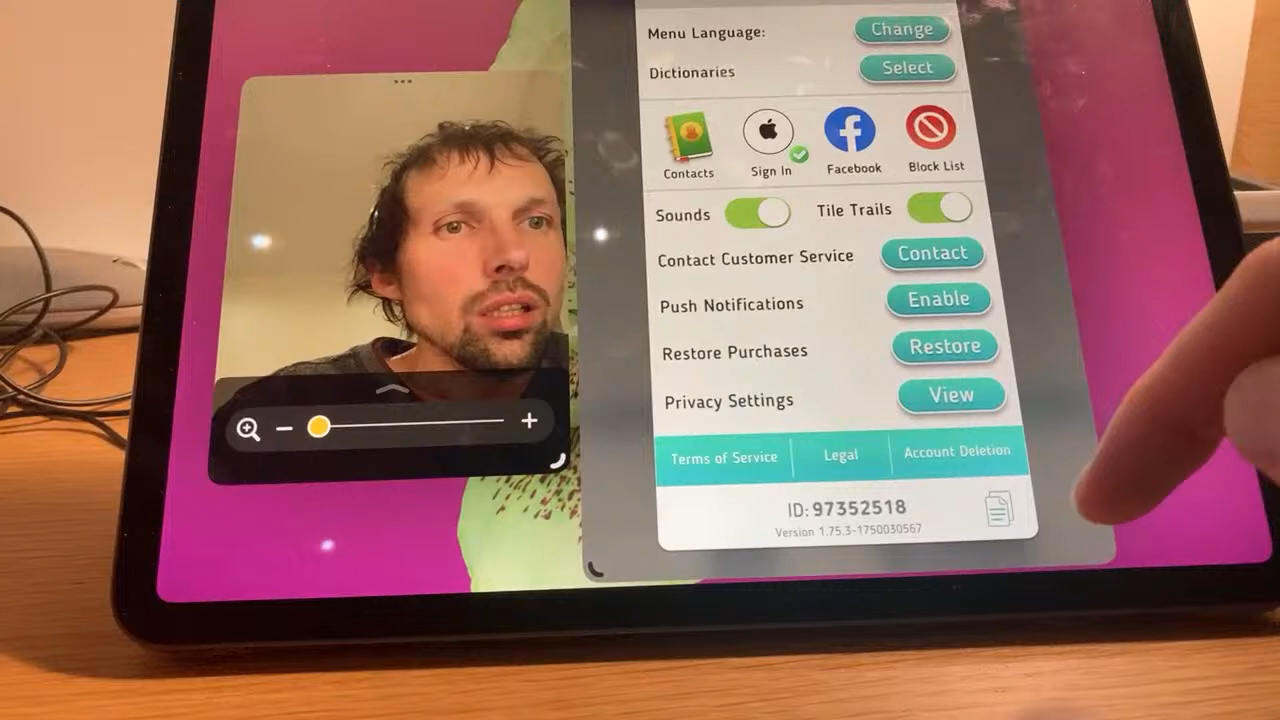 Menu Language: Change
Dictionaries Select
Contacts Sign In Facebook Block List
Sounds Tile Trails
Contact Customer Service Contact
Push Notifications Enable
Restore Purchases Restore
Privacy Settings View
Terms of Service Legal Account Deletion
ID: 97352518
Version 1.75.3-1750030567